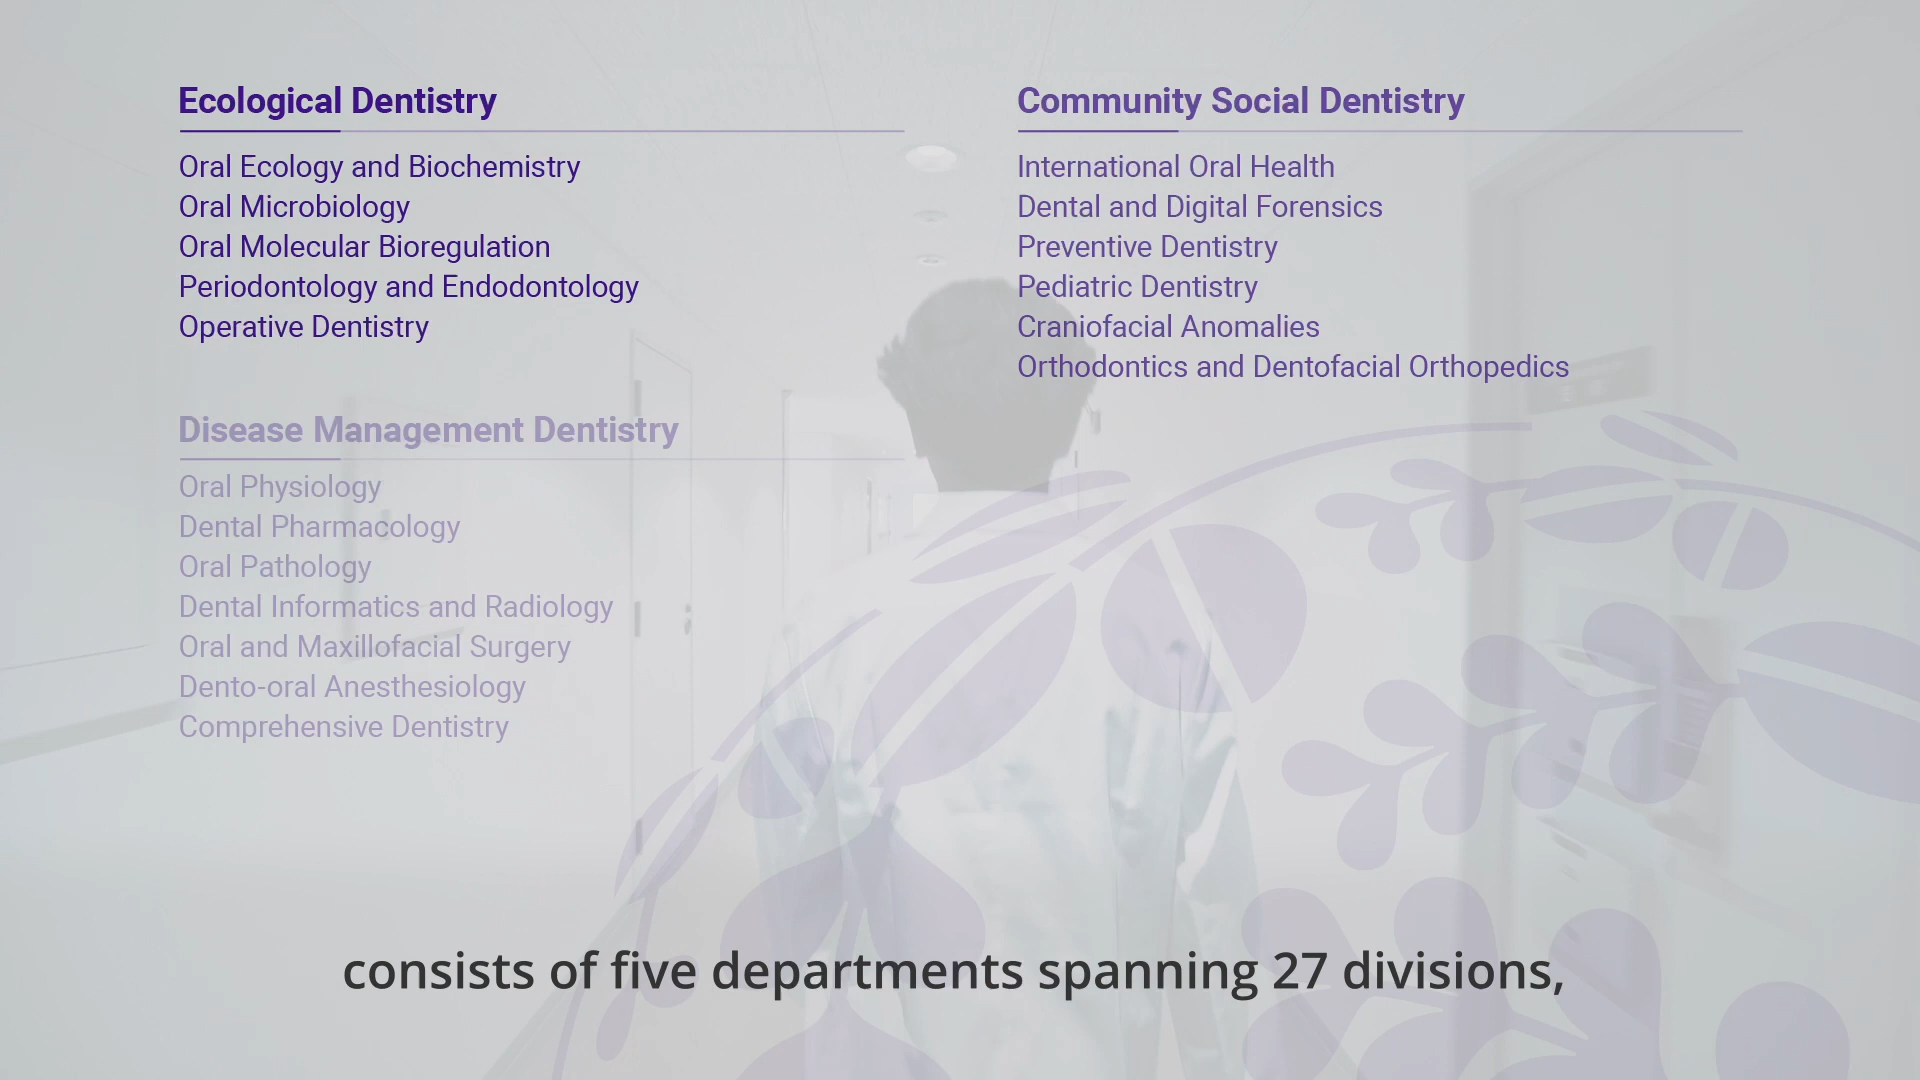 Ecological Dentistry
Oral Ecology and Biochemistry
Oral Microbiology
Oral Molecular Bioregulation
Periodontology and Endodontology
Operative Dentistry
Community Social Dentistry
International Oral Health
Dental and Digital Forensics
Preventive Dentistry
Pediatric Dentistry
Craniofacial Anomalies
Orthodontics and Dentofacial Orthopedics
Disease Management Dentistry
Oral Physiology
Dental Pharmacology
Oral Pathology
Dental Informatics and Radiology
Oral and Maxillofacial Surgery
Dento-oral Anesthesiology
Comprehensive Dentistry
consists of five departments spanning 27 divisions,